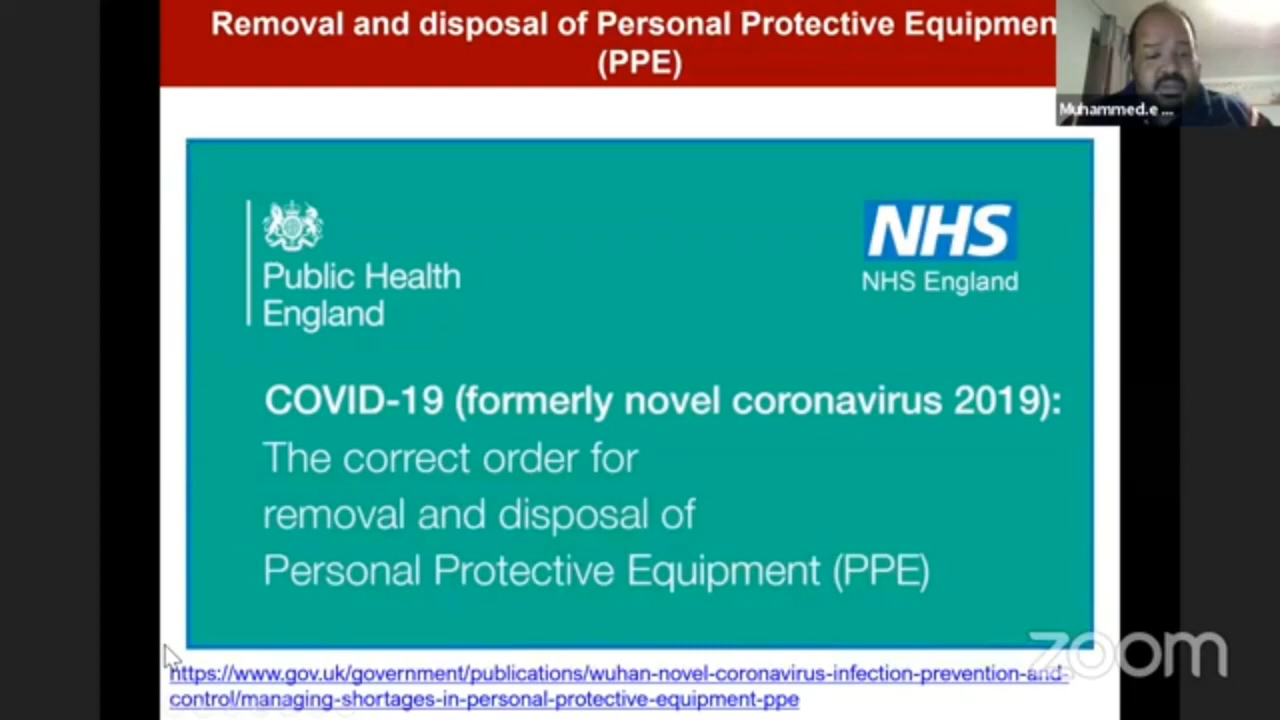 Removal and disposal of Personal Protective Equipmen
(PPE)
Muhammed.e ...
Public Health
England
NHS
NHS England
COVID-19 (formerly novel coronavirus 2019):
The correct order for
removal and disposal of
Personal Protective Equipment (PPE)
https://www.gov.uk/government/publications/wuhan-novel-coronavirus-infection-prevention-and-
control/managing-shortages-in-personal-protective-equipment-ppe
zoom